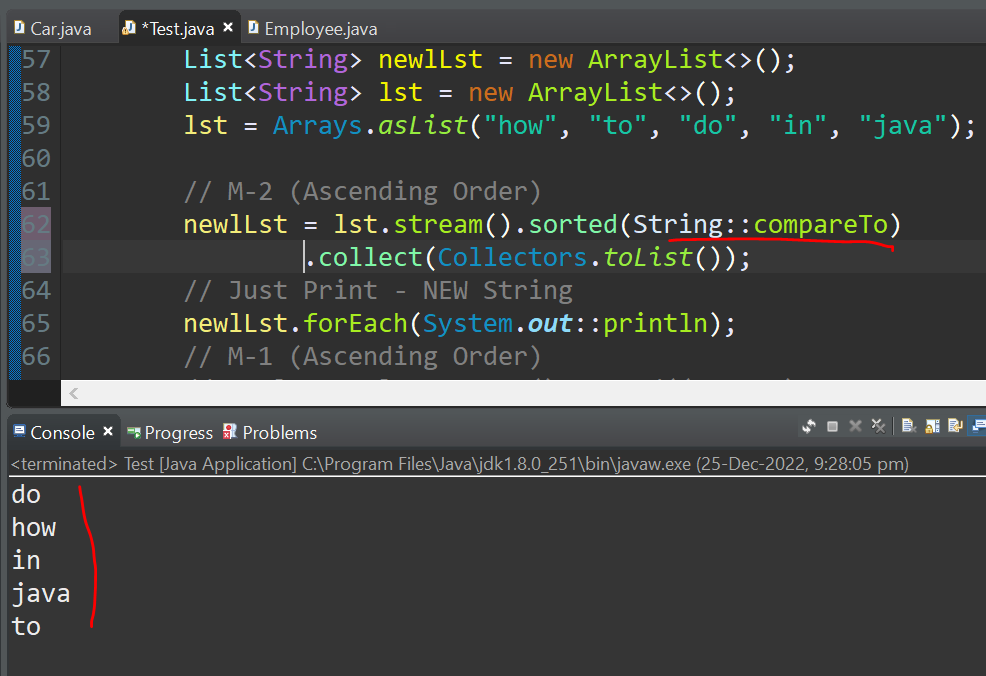 Car.java *Test.java Employee.java
57 List<String> newlLst = new ArrayList<>();
58 List<String> lst = new ArrayList<>();
59 lst = Arrays.asList("how", "to", "do", "in", "java");
60
61 // M-2 (Ascending Order)
62 newlLst = lst.stream().sorted(String::compareTo)
63 .collect(Collectors.toList());
64 // Just Print - NEW String
65 newlLst.forEach(System.out::println);
66 // M-1 (Ascending Order)
Console Progress Problems
<terminated> Test [Java Application] C:\Program Files\Java\jdk1.8.0_251\bin\javaw.exe (25-Dec-2022, 9:28:05 pm)
do
how
in
java
to